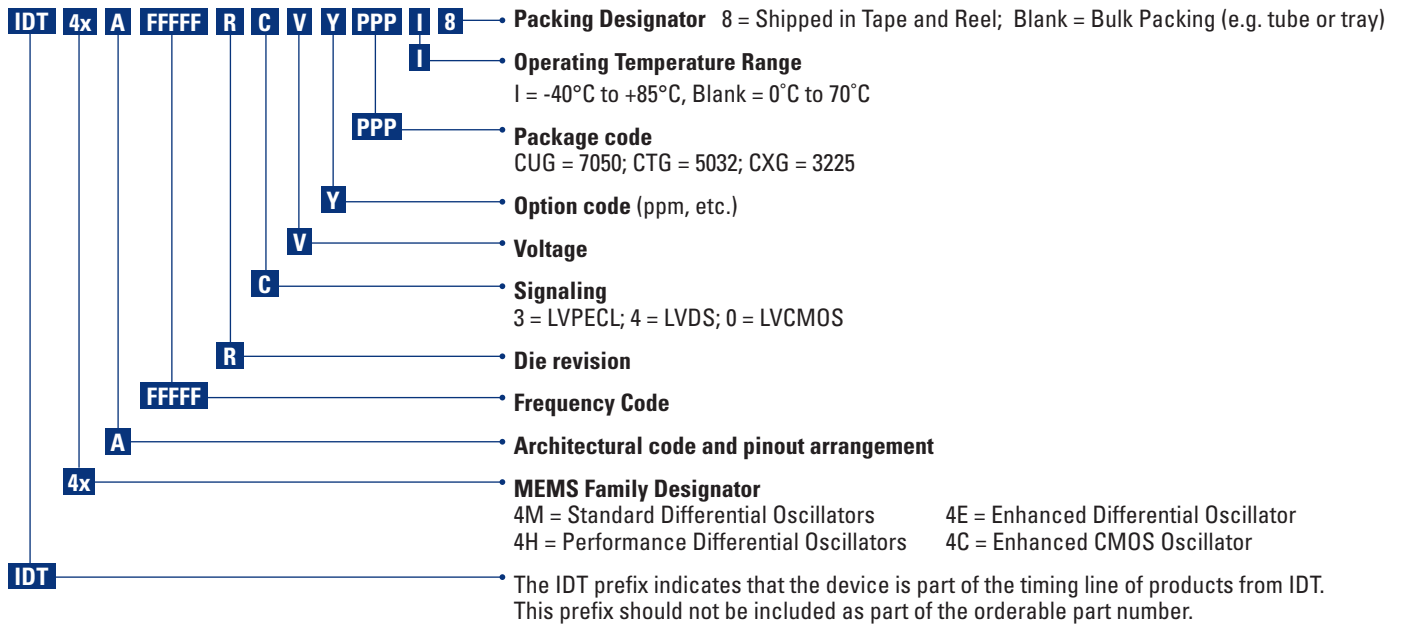 IDT 4x A FFFFF R C V Y PPP I 8 Packing Designator 8 = Shipped in Tape and Reel; Blank = Bulk Packing (e.g. tube or tray)
I Operating Temperature Range
I = -40°C to +85°C, Blank = 0˚C to 70˚C
PPP Package code
CUG = 7050; CTG = 5032; CXG = 3225
Y Option code (ppm, etc.)
V Voltage
C Signaling
3 = LVPECL; 4 = LVDS; 0 = LVCMOS
R Die revision
FFFFF Frequency Code
A Architectural code and pinout arrangement
4x MEMS Family Designator
4M = Standard Differential Oscillators 4E = Enhanced Differential Oscillator
4H = Performance Differential Oscillators 4C = Enhanced CMOS Oscillator
IDT The IDT prefix indicates that the device is part of the timing line of products from IDT.
This prefix should not be included as part of the orderable part number.